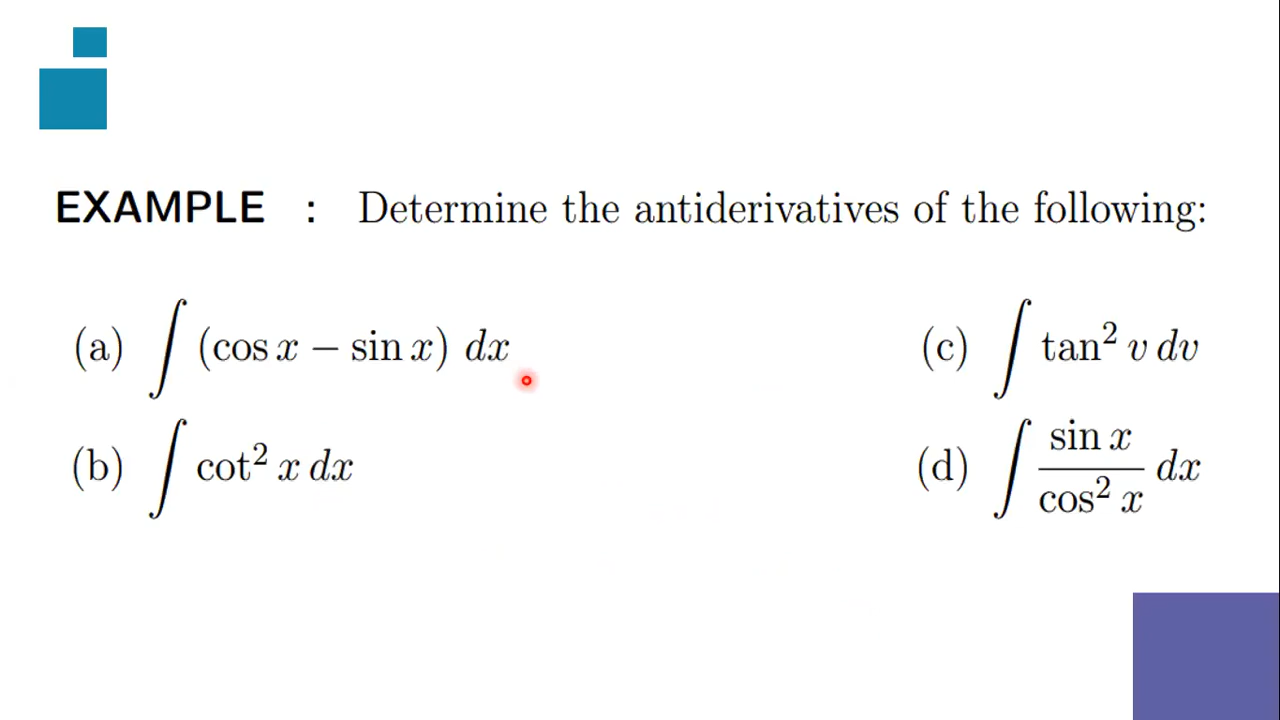 EXAMPLE : Determine the antiderivatives of the following:
(a) ∫ (cos x − sin x) dx
(b) ∫ cot² x dx
(c) ∫ tan² v dv
(d) ∫ sin x / cos² x dx